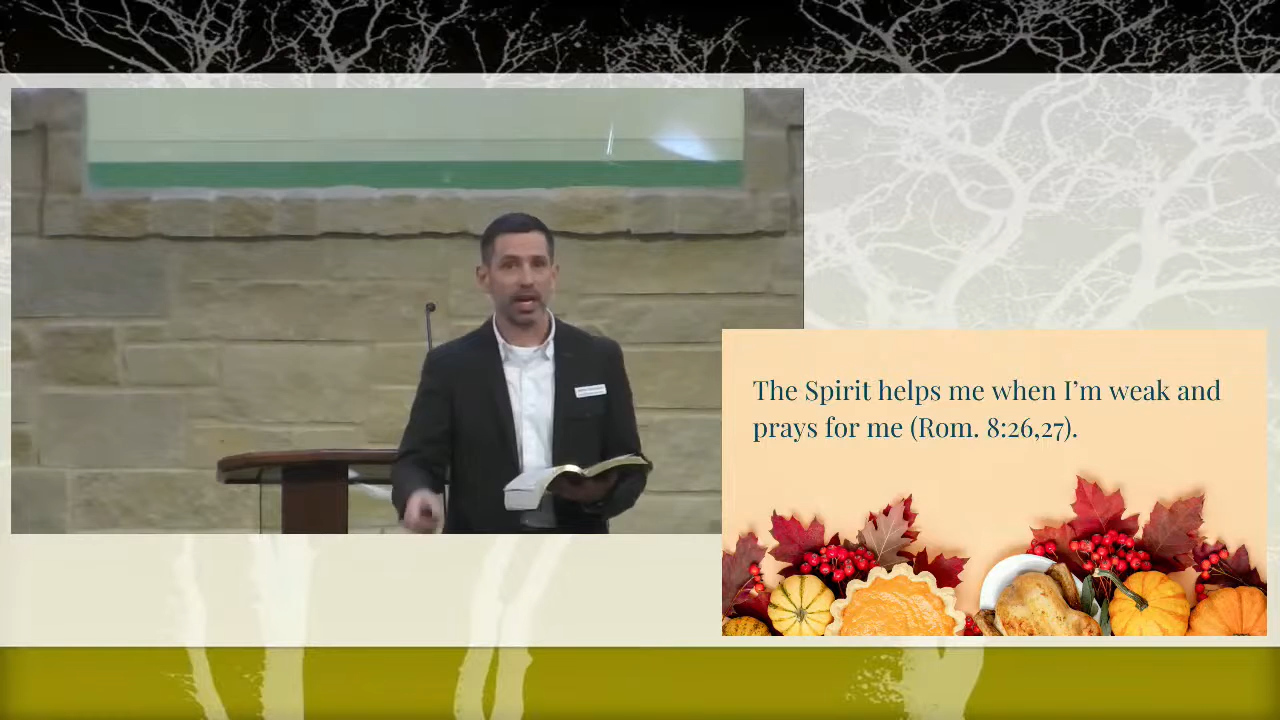 The Spirit helps me when I’m weak and
prays for me (Rom. 8:26,27).